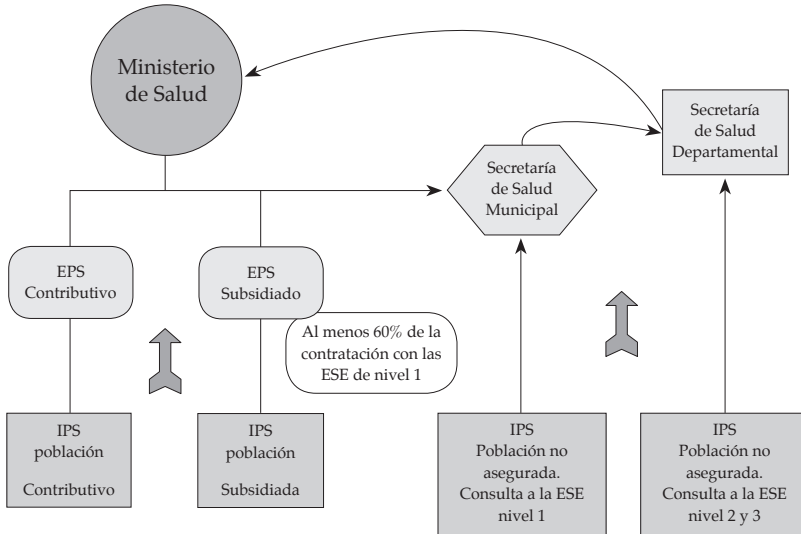 Ministerio
de Salud
Secretaría
de Salud
Departamental
Secretaría
de Salud
Municipal
EPS
Contributivo
EPS
Subsidiado
Al menos 60% de la
contratación con las
ESE de nivel 1
IPS
población
Contributivo
IPS
población
Subsidiada
IPS
Población no
asegurada.
Consulta a la ESE
nivel 1
IPS
Población no
asegurada.
Consulta a la ESE
nivel 2 y 3